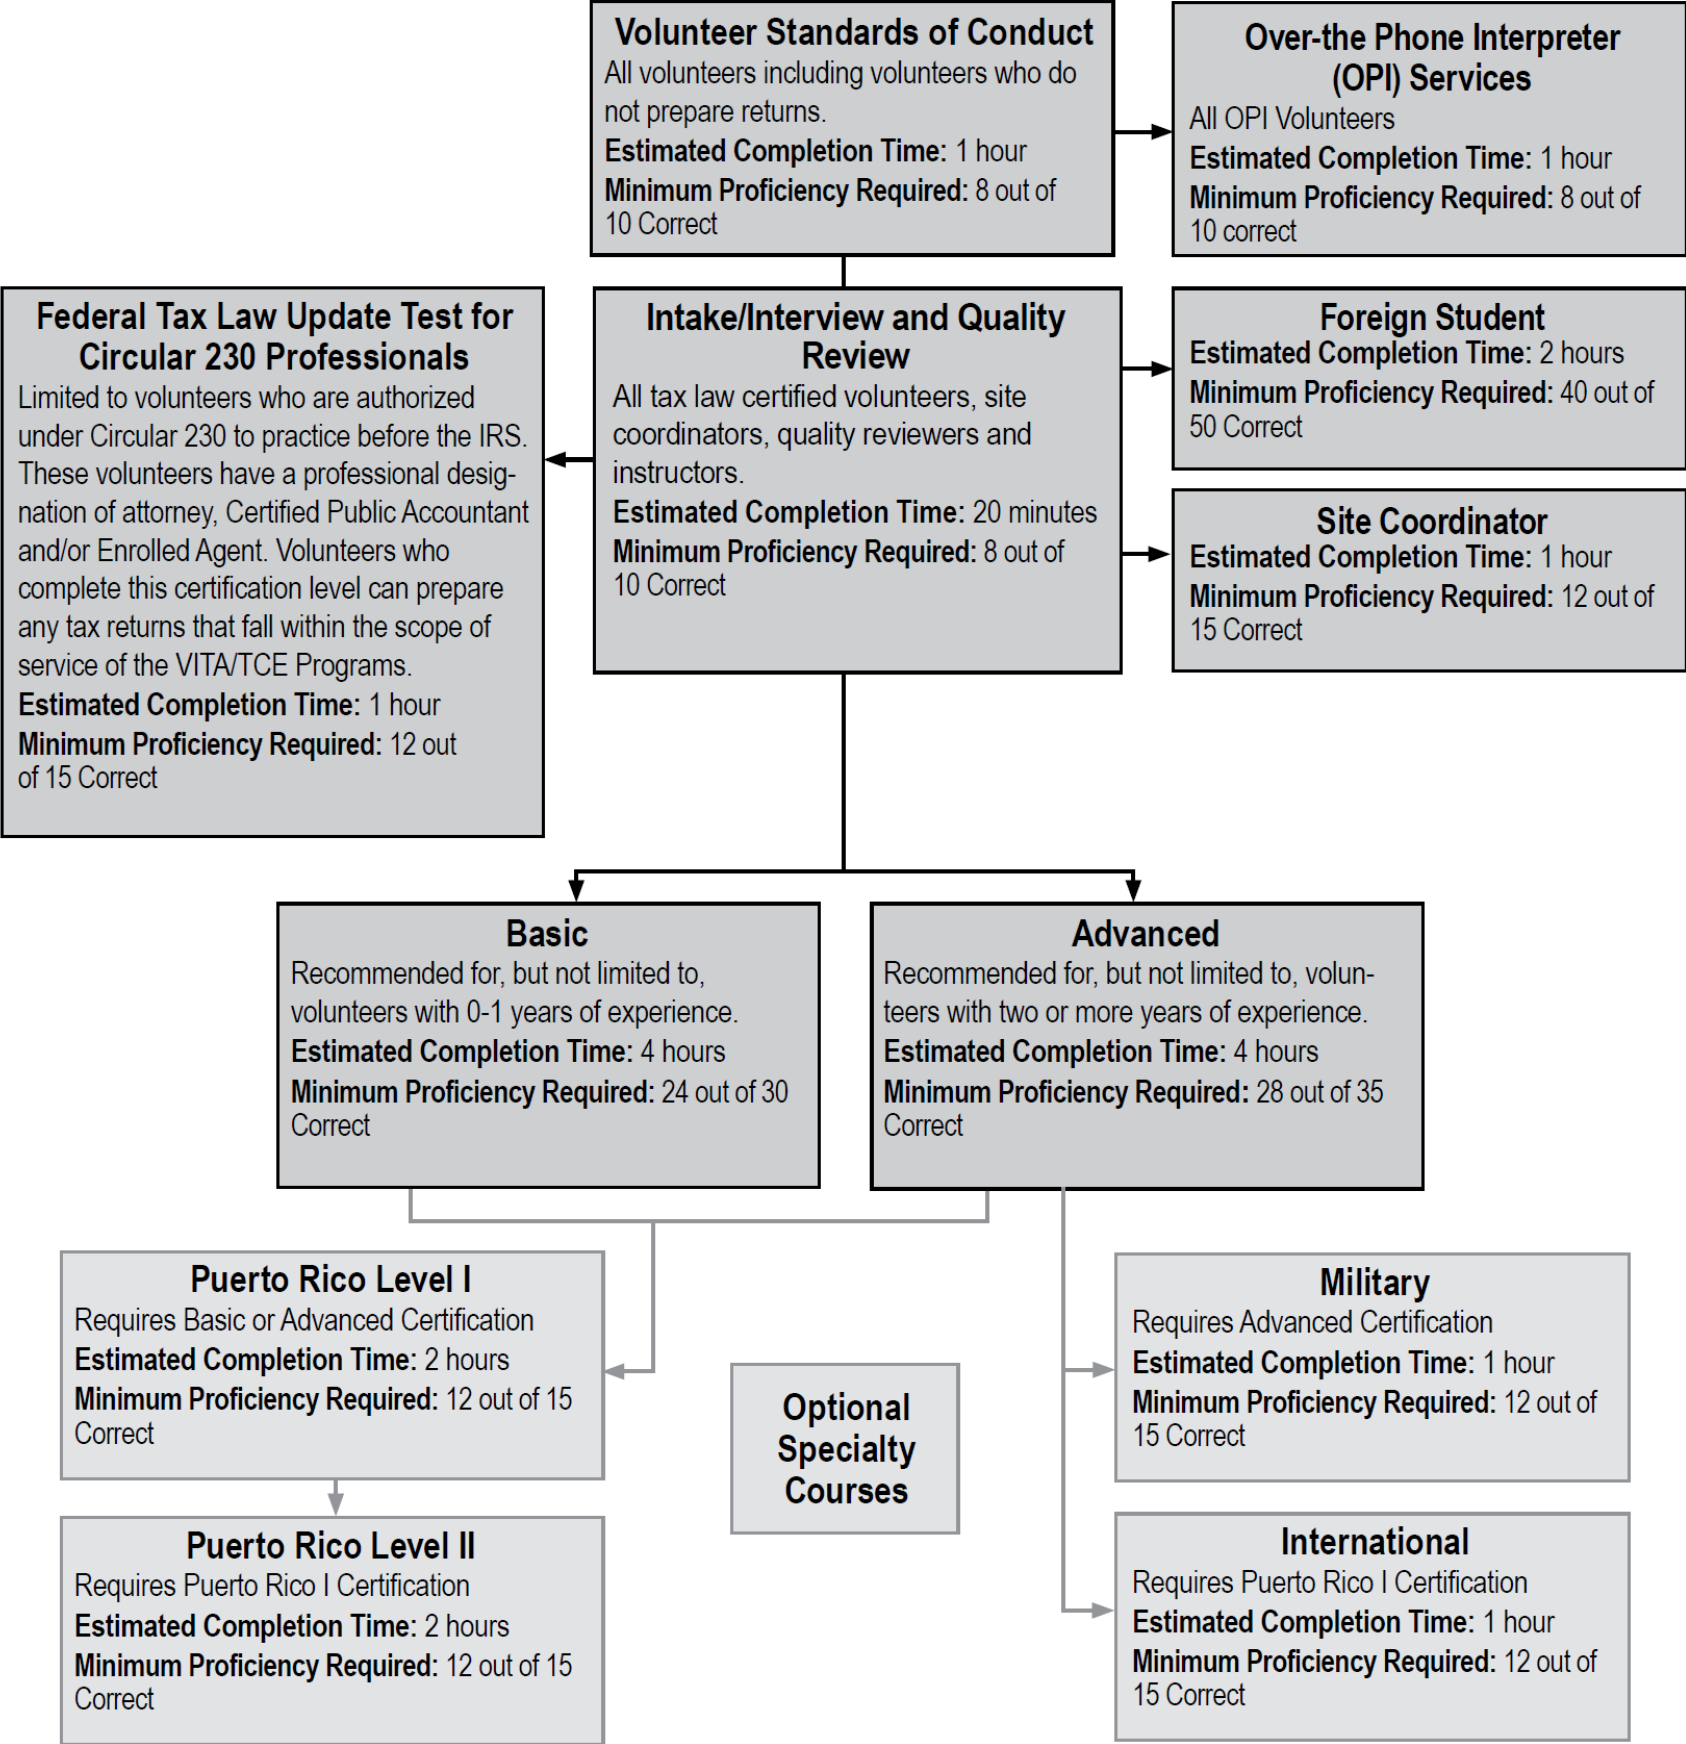 Volunteer Standards of Conduct
All volunteers including volunteers who do
not prepare returns.
Estimated Completion Time: 1 hour
Minimum Proficiency Required: 8 out of
10 Correct
Over-the Phone Interpreter
(OPI) Services
All OPI Volunteers
Estimated Completion Time: 1 hour
Minimum Proficiency Required: 8 out of
10 correct
Federal Tax Law Update Test for
Circular 230 Professionals
Limited to volunteers who are authorized
under Circular 230 to practice before the IRS.
These volunteers have a professional desig-
nation of attorney, Certified Public Accountant
and/or Enrolled Agent. Volunteers who
complete this certification level can prepare
any tax returns that fall within the scope of
service of the VITA/TCE Programs.
Estimated Completion Time: 1 hour
Minimum Proficiency Required: 12 out
of 15 Correct
Intake/Interview and Quality
Review
All tax law certified volunteers, site
coordinators, quality reviewers and
instructors.
Estimated Completion Time: 20 minutes
Minimum Proficiency Required: 8 out of
10 Correct
Foreign Student
Estimated Completion Time: 2 hours
Minimum Proficiency Required: 40 out of
50 Correct
Site Coordinator
Estimated Completion Time: 1 hour
Minimum Proficiency Required: 12 out of
15 Correct
Basic
Recommended for, but not limited to,
volunteers with 0-1 years of experience.
Estimated Completion Time: 4 hours
Minimum Proficiency Required: 24 out of 30
Correct
Advanced
Recommended for, but not limited to, volun-
teers with two or more years of experience.
Estimated Completion Time: 4 hours
Minimum Proficiency Required: 28 out of 35
Correct
Puerto Rico Level I
Requires Basic or Advanced Certification
Estimated Completion Time: 2 hours
Minimum Proficiency Required: 12 out of 15
Correct
Puerto Rico Level II
Requires Puerto Rico I Certification
Estimated Completion Time: 2 hours
Minimum Proficiency Required: 12 out of 15
Correct
Optional
Specialty
Courses
Military
Requires Advanced Certification
Estimated Completion Time: 1 hour
Minimum Proficiency Required: 12 out of
15 Correct
International
Requires Puerto Rico I Certification
Estimated Completion Time: 1 hour
Minimum Proficiency Required: 12 out of
15 Correct